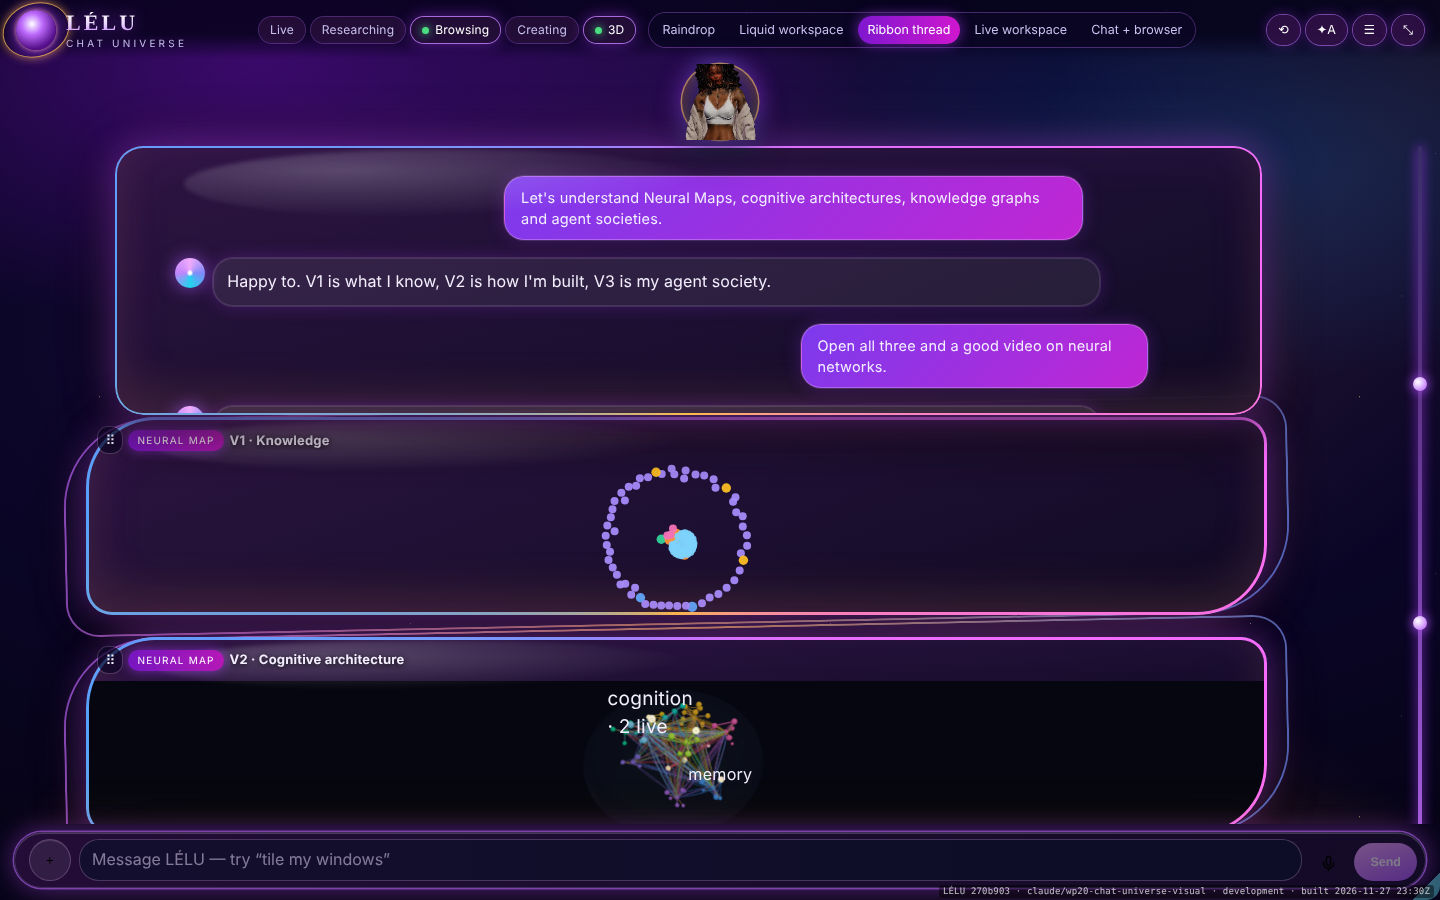 LÉLU
CHAT UNIVERSE
Live
Researching
Browsing
Creating
3D
Raindrop
Liquid workspace
Ribbon thread
Live workspace
Chat + browser
A
Let's understand Neural Maps, cognitive architectures, knowledge graphs
and agent societies.
Happy to. V1 is what I know, V2 is how I'm built, V3 is my agent society.
Open all three and a good video on neural
networks.
NEURAL MAP
V1 · Knowledge
NEURAL MAP
V2 · Cognitive architecture
cognition
· 2 live
memory
Message LÉLU — try “tile my windows”
Send
LÉLU 270b903 · claude/wp20-chat-universe-visual · development · built 2026-11-27 23:30Z